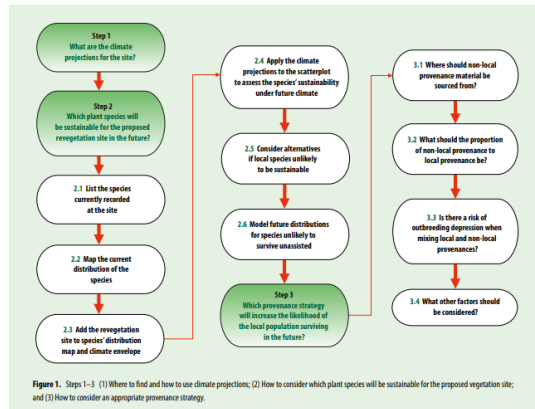 Step 1
What are the climate
projections for the site?
Step 2
Which plant species will
be sustainable for the proposed
revegetation site in the future?
2.1 List the species
currently recorded
at the site
2.2 Map the current
distribution of the
species
2.3 Add the revegetation
site to species' distribution
map and climate envelope
2.4 Apply the climate
projections to the scatterplot
to assess the species' sustainability
under future climate
2.5 Consider alternatives
if local species unlikely
to be sustainable
2.6 Model future distributions
for species unlikely to
survive unassisted
Step 3
Which provenance strategy
will increase the likelihood of
the local population surviving
in the future?
3.1 Where should non-local
provenance material be
sourced from?
3.2 What should the proportion
of non-local provenance to
local provenance be?
3.3 Is there a risk of
outbreeding depression when
mixing local and non-local
provenances?
3.4 What other factors should
be considered?
Figure 1. Steps 1–3 (1) Where to find and how to use climate projections; (2) How to consider which plant species will be sustainable for the proposed vegetation site;
and (3) How to consider an appropriate provenance strategy.